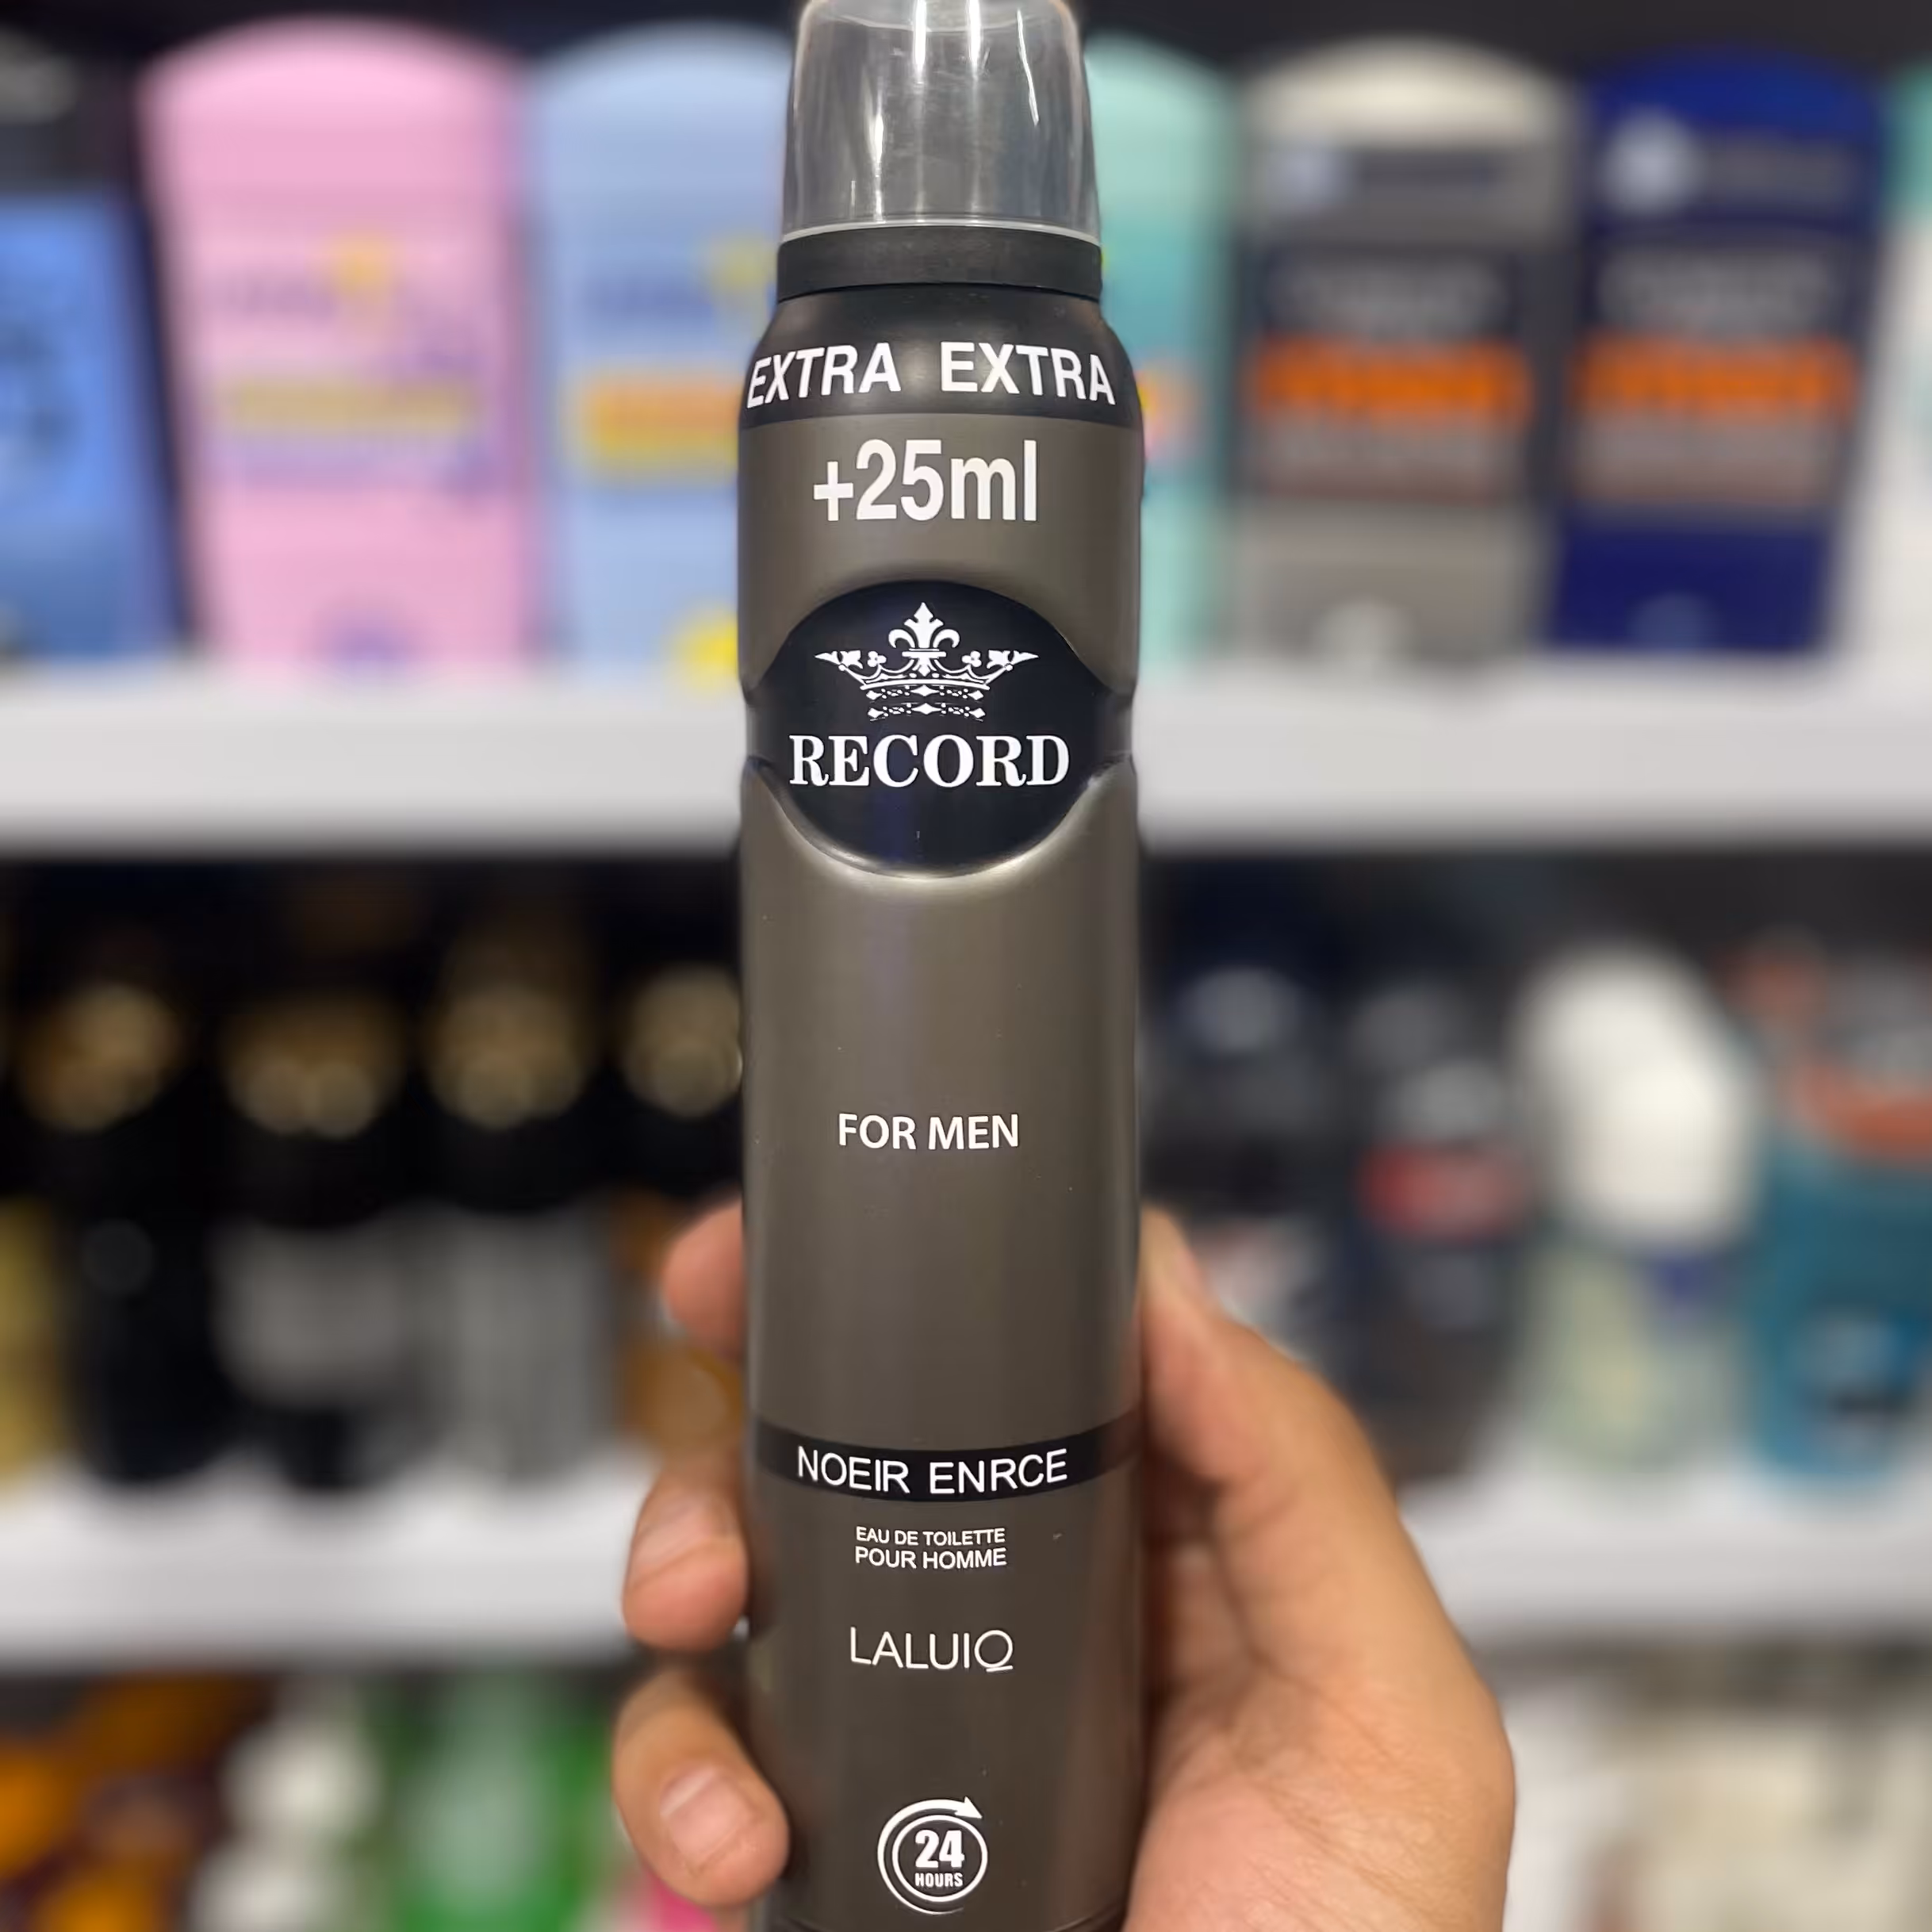 EXTRA EXTRA
+25ml
RECORD
FOR MEN
NOEIR ENRCE
EAU DE TOILETTE
POUR HOMME
LALUIQ
24
HOURS